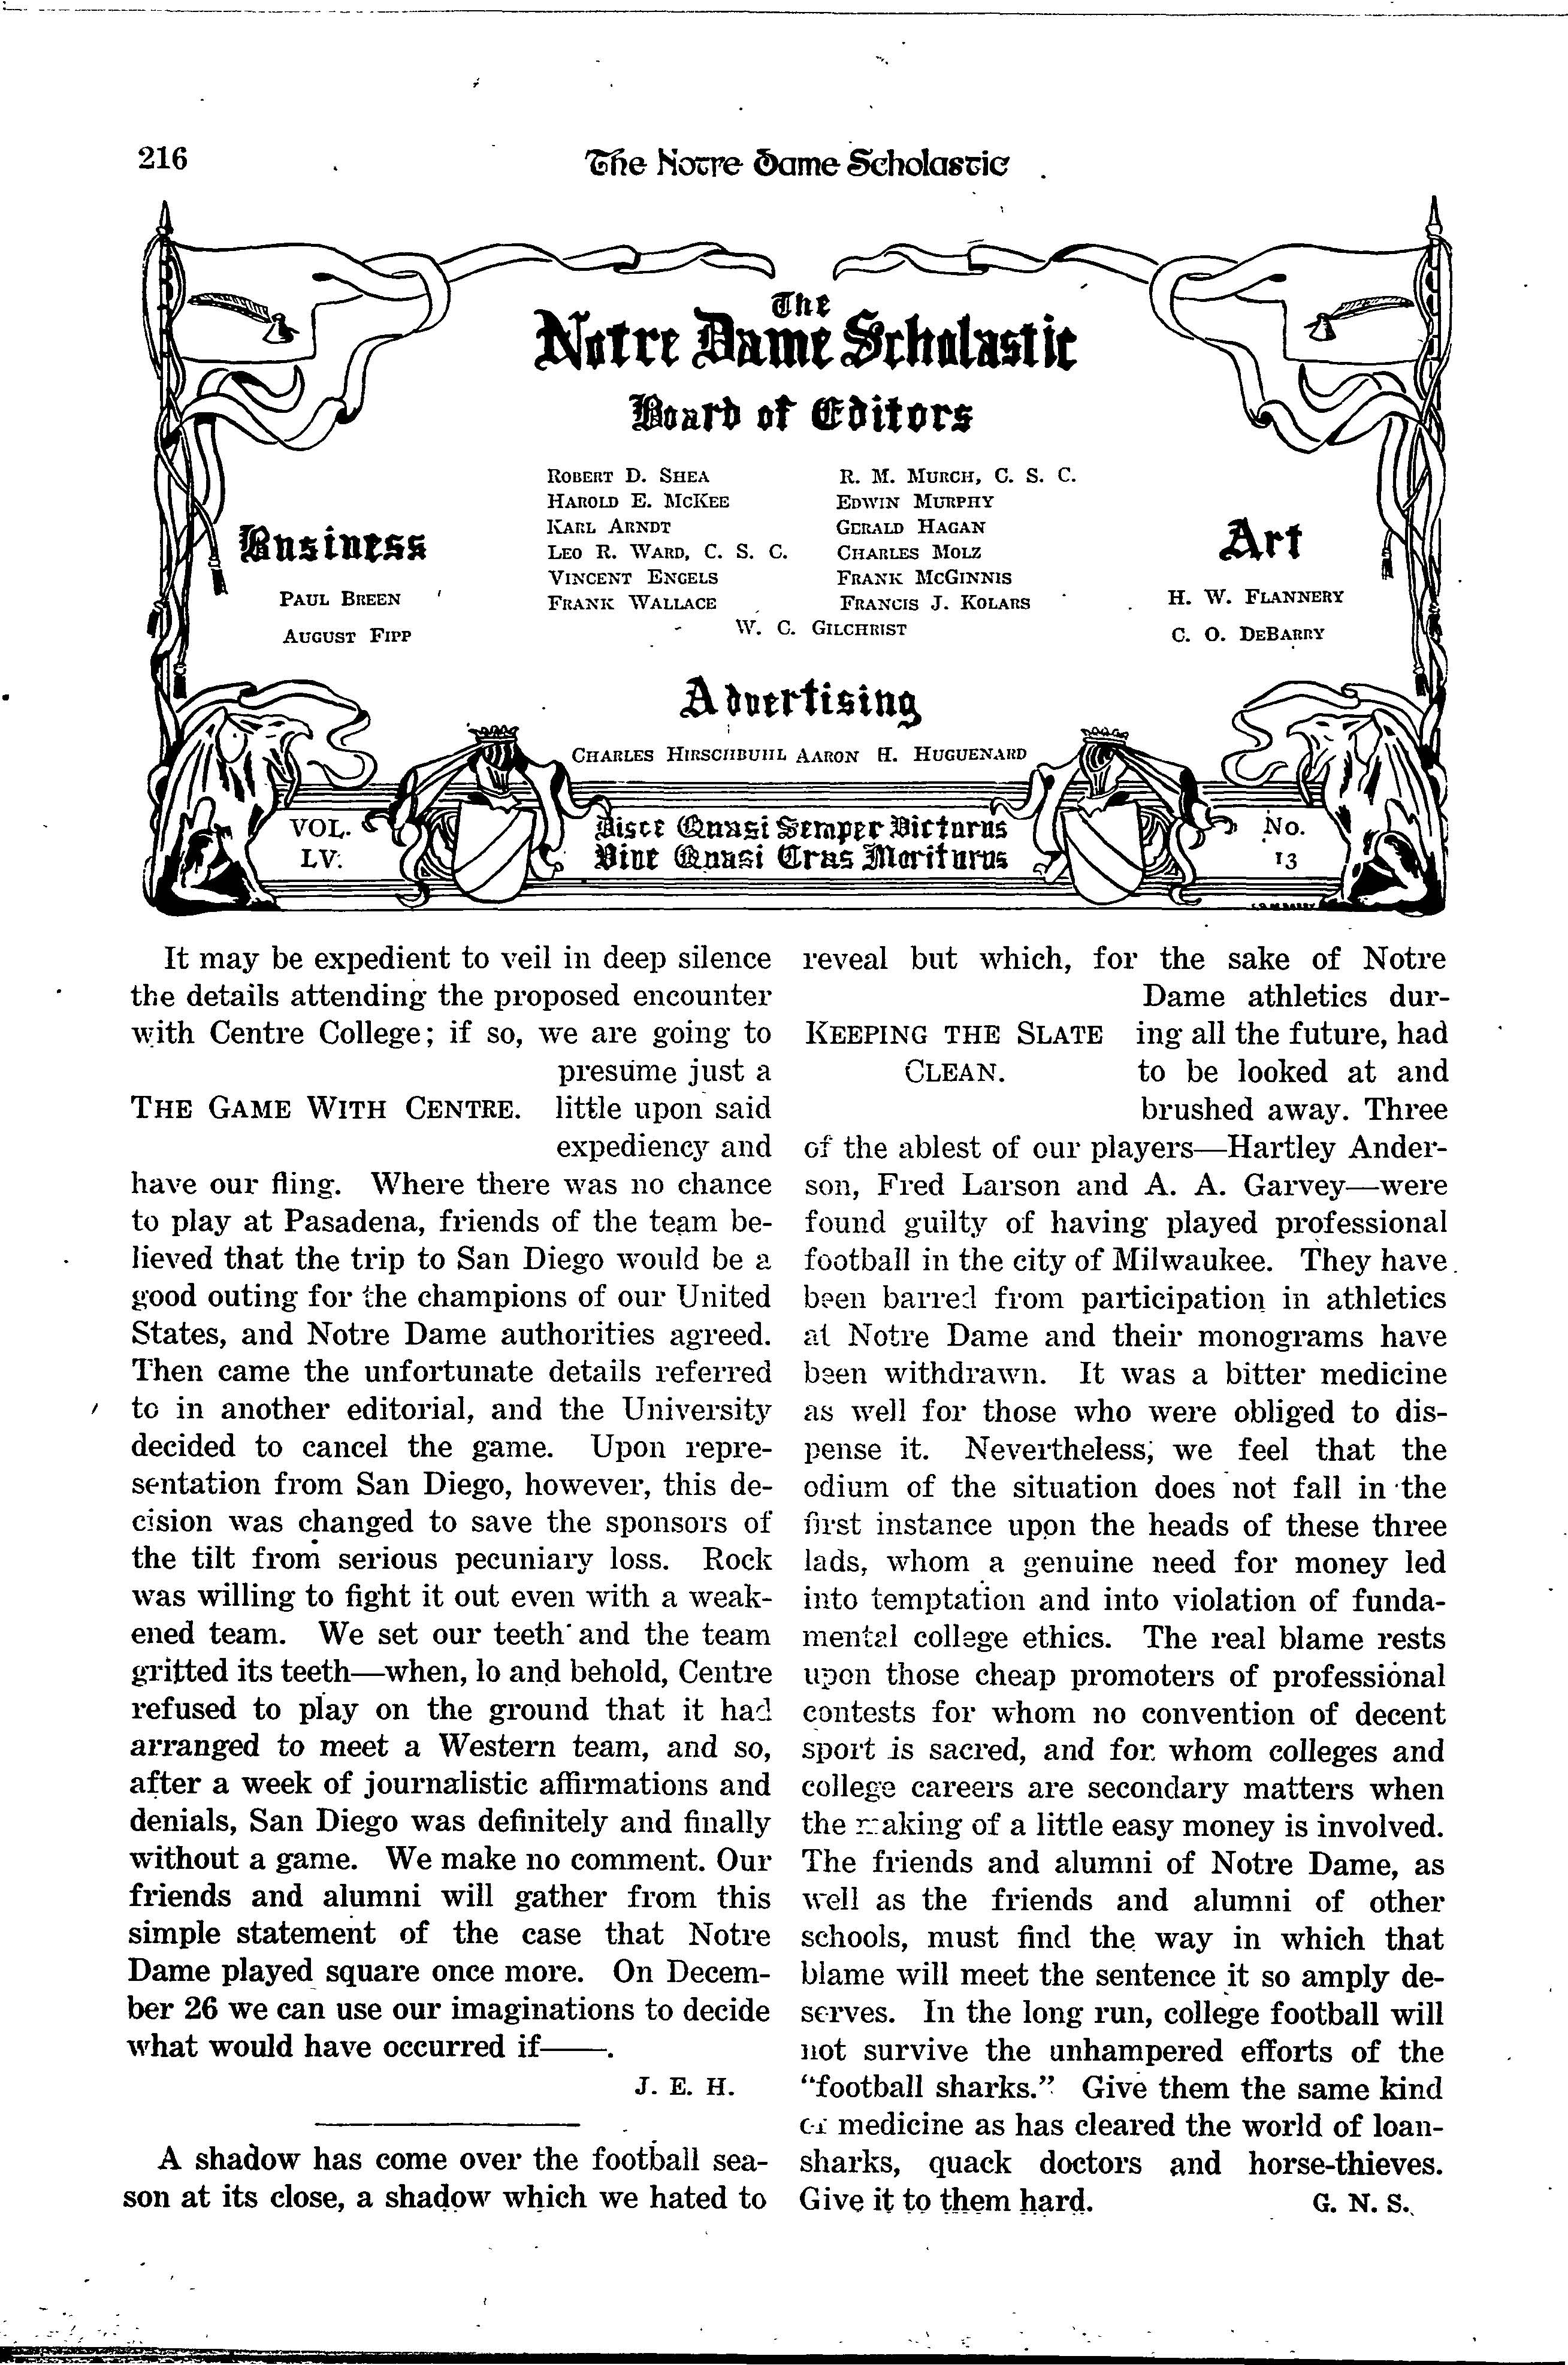 216
The Notre Dame Scholastic
The
Notre Dame Scholastic
Board of Editors
ROBERT D. SHEA
HAROLD E. MCKEE
KARL ARNDT
LEO R. WARD, C. S. C.
VINCENT ENGELS
FRANK WALLACE
R. M. MURCH, C. S. C.
EDWIN MURPHY
GERALD HAGAN
CHARLES MOLZ
FRANK MCGINNIS
FRANCIS J. KOLARS
W. C. GILCHRIST
Business
PAUL BREEN
AUGUST FIPP
Art
H. W. FLANNERY
C. O. DEBARRY
Advertising
CHARLES HIRSCHBUHL AARON H. HUGUENARD
VOL.
LV.
Disce Quasi Semper Victurus
Vive Quasi Cras Moriturus
No.
13
It may be expedient to veil in deep silence
the details attending the proposed encounter
with Centre College; if so, we are going to
presume just a
THE GAME WITH CENTRE. little upon said
expediency and
have our fling. Where there was no chance
to play at Pasadena, friends of the team be-
lieved that the trip to San Diego would be a
good outing for the champions of our United
States, and Notre Dame authorities agreed.
Then came the unfortunate details referred
to in another editorial, and the University
decided to cancel the game. Upon repre-
sentation from San Diego, however, this de-
cision was changed to save the sponsors of
the tilt from serious pecuniary loss. Rock
was willing to fight it out even with a weak-
ened team. We set our teeth and the team
gritted its teeth—when, lo and behold, Centre
refused to play on the ground that it had
arranged to meet a Western team, and so,
after a week of journalistic affirmations and
denials, San Diego was definitely and finally
without a game. We make no comment. Our
friends and alumni will gather from this
simple statement of the case that Notre
Dame played square once more. On Decem-
ber 26 we can use our imaginations to decide
what would have occurred if——.
J. E. H.
A shadow has come over the football sea-
son at its close, a shadow which we hated to
reveal but which, for the sake of Notre
Dame athletics dur-
KEEPING THE SLATE ing all the future, had
CLEAN. to be looked at and
brushed away. Three
of the ablest of our players—Hartley Ander-
son, Fred Larson and A. A. Garvey—were
found guilty of having played professional
football in the city of Milwaukee. They have
been barred from participation in athletics
at Notre Dame and their monograms have
been withdrawn. It was a bitter medicine
as well for those who were obliged to dis-
pense it. Nevertheless, we feel that the
odium of the situation does not fall in the
first instance upon the heads of these three
lads, whom a genuine need for money led
into temptation and into violation of funda-
mental college ethics. The real blame rests
upon those cheap promoters of professional
contests for whom no convention of decent
sport is sacred, and for whom colleges and
college careers are secondary matters when
the making of a little easy money is involved.
The friends and alumni of Notre Dame, as
well as the friends and alumni of other
schools, must find the way in which that
blame will meet the sentence it so amply de-
serves. In the long run, college football will
not survive the unhampered efforts of the
"football sharks." Give them the same kind
of medicine as has cleared the world of loan-
sharks, quack doctors and horse-thieves.
Give it to them hard. G. N. S.